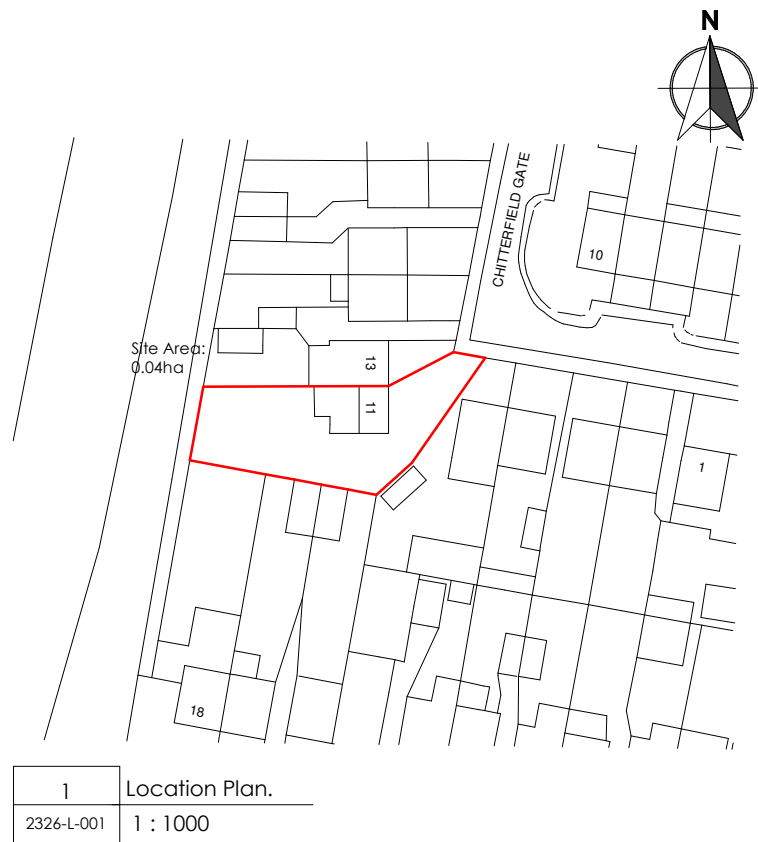 N
CHITTERFIELD GATE
10
Site Area:
0.04ha
13
11
1
18
1
Location Plan.
2326-L-001
1 : 1000